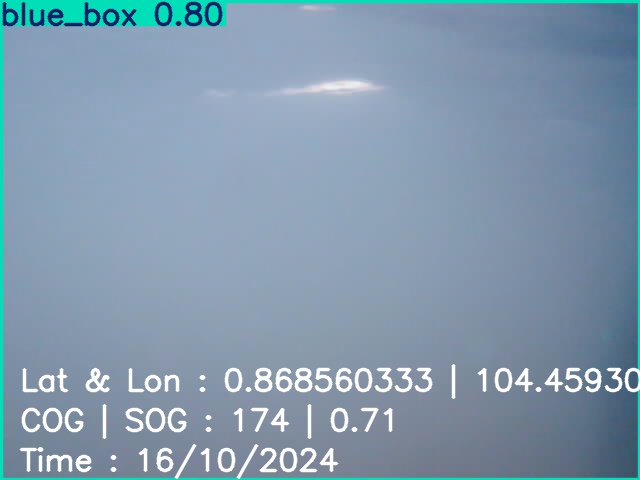 blue_box 0.80
Lat & Lon : 0.868560333 | 104.45930
COG | SOG : 174 | 0.71
Time : 16/10/2024